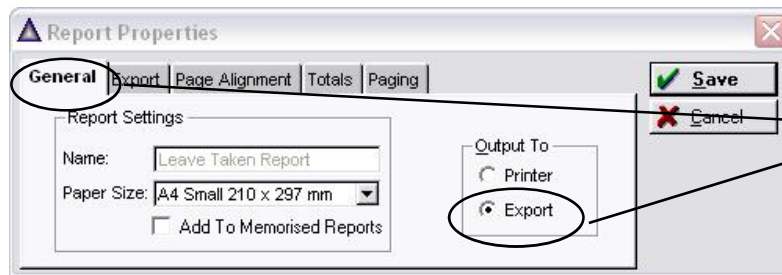 Report Properties
General Export Page Alignment Totals Paging
Save
Cancel
Report Settings
Name: Leave Taken Report
Paper Size: A4 Small 210 x 297 mm
Add To Memorised Reports
Output To
Printer
Export